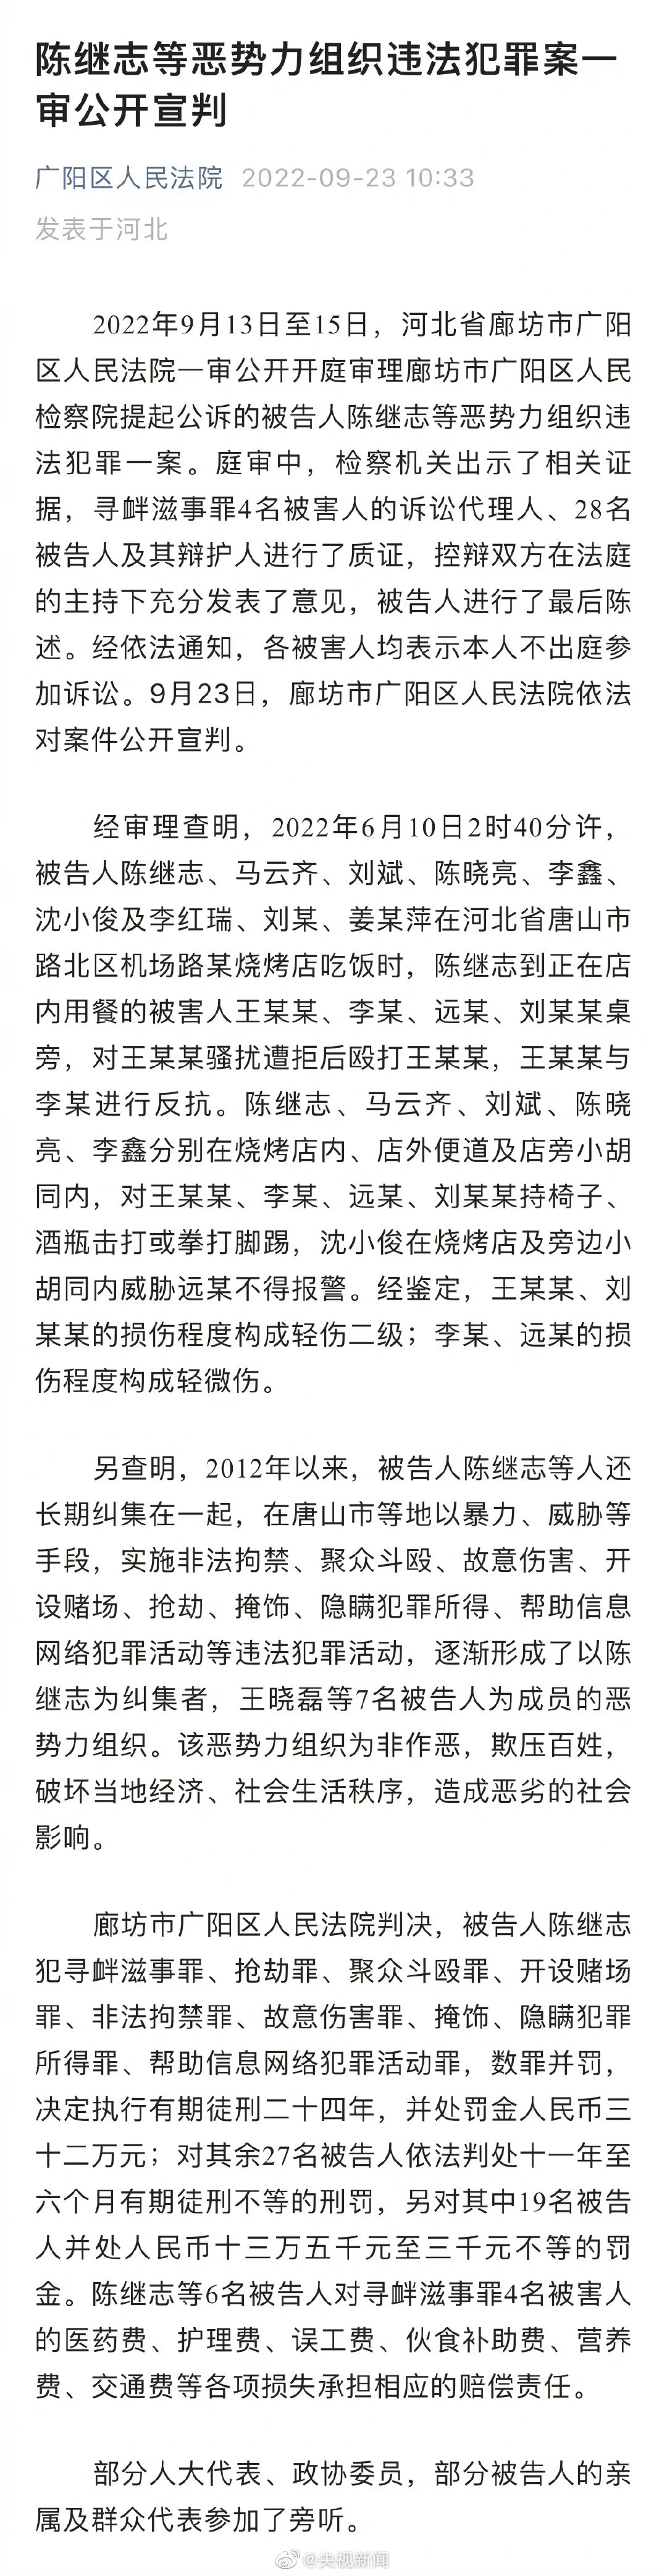 陈继志等恶势力组织违法犯罪案一
审公开宣判
广阳区人民法院 2022-09-23 10:33
发表于河北
2022年9月13日至15日，河北省廊坊市广阳
区人民法院一审公开开庭审理廊坊市广阳区人民
检察院提起公诉的被告人陈继志等恶势力组织违
法犯罪一案。庭审中，检察机关出示了相关证
据，寻衅滋事罪4名被害人的诉讼代理人、28名
被告人及其辩护人进行了质证，控辩双方在法庭
的主持下充分发表了意见，被告人进行了最后陈
述。经依法通知，各被害人均表示本人不出庭参
加诉讼。9月23日，廊坊市广阳区人民法院依法
对案件公开宣判。
经审理查明，2022年6月10日2时40分许，
被告人陈继志、马云齐、刘斌、陈晓亮、李鑫、
沈小俊及李红瑞、刘某、姜某萍在河北省唐山市
路北区机场路某烧烤店吃饭时，陈继志到正在店
内用餐的被害人王某某、李某、远某、刘某某桌
旁，对王某某骚扰遭拒后殴打王某某，王某某与
李某进行反抗。陈继志、马云齐、刘斌、陈晓
亮、李鑫分别在烧烤店内、店外便道及店旁小胡
同内，对王某某、李某、远某、刘某某持椅子、
酒瓶击打或拳打脚踢，沈小俊在烧烤店及旁边小
胡同内威胁远某不得报警。经鉴定，王某某、刘
某某的损伤程度构成轻伤二级；李某、远某的损
伤程度构成轻微伤。
另查明，2012年以来，被告人陈继志等人还
长期纠集在一起，在唐山市等地以暴力、威胁等
手段，实施非法拘禁、聚众斗殴、故意伤害、开
设赌场、抢劫、掩饰、隐瞒犯罪所得、帮助信息
网络犯罪活动等违法犯罪活动，逐渐形成了以陈
继志为纠集者，王晓磊等7名被告人为成员的恶
势力组织。该恶势力组织为非作恶，欺压百姓，
破坏当地经济、社会生活秩序，造成恶劣的社会
影响。
廊坊市广阳区人民法院判决，被告人陈继志
犯寻衅滋事罪、抢劫罪、聚众斗殴罪、开设赌场
罪、非法拘禁罪、故意伤害罪、掩饰、隐瞒犯罪
所得罪、帮助信息网络犯罪活动罪，数罪并罚，
决定执行有期徒刑二十四年，并处罚金人民币三
十二万元；对其余27名被告人依法判处十一年至
六个月有期徒刑不等的刑罚，另对其中19名被告
人并处人民币十三万五千元至三千元不等的罚
金。陈继志等6名被告人对寻衅滋事罪4名被害人
的医药费、护理费、误工费、伙食补助费、营养
费、交通费等各项损失承担相应的赔偿责任。
部分人大代表、政协委员，部分被告人的亲
属及群众代表参加了旁听。
@央视新闻